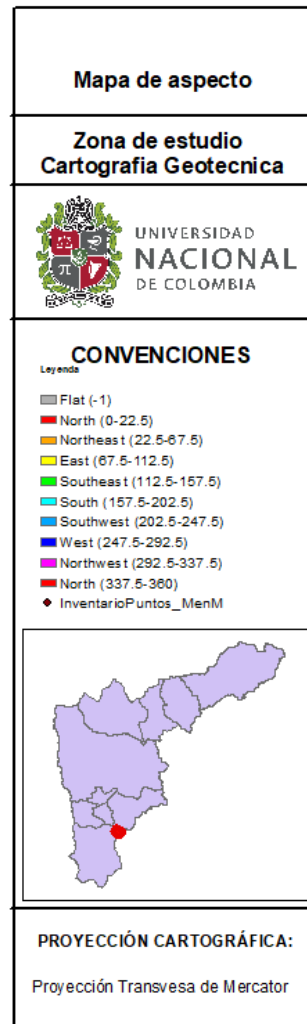 Mapa de aspecto
Zona de estudio
Cartografia Geotecnica
UNIVERSIDAD
NACIONAL
DE COLOMBIA
CONVENCIONES
Leyenda
Flat (-1)
North (0-22.5)
Northeast (22.5-67.5)
East (67.5-112.5)
Southeast (112.5-157.5)
South (157.5-202.5)
Southwest (202.5-247.5)
West (247.5-292.5)
Northwest (292.5-337.5)
North (337.5-360)
InventarioPuntos_MenM
PROYECCIÓN CARTOGRÁFICA:
Proyección Transvesa de Mercator